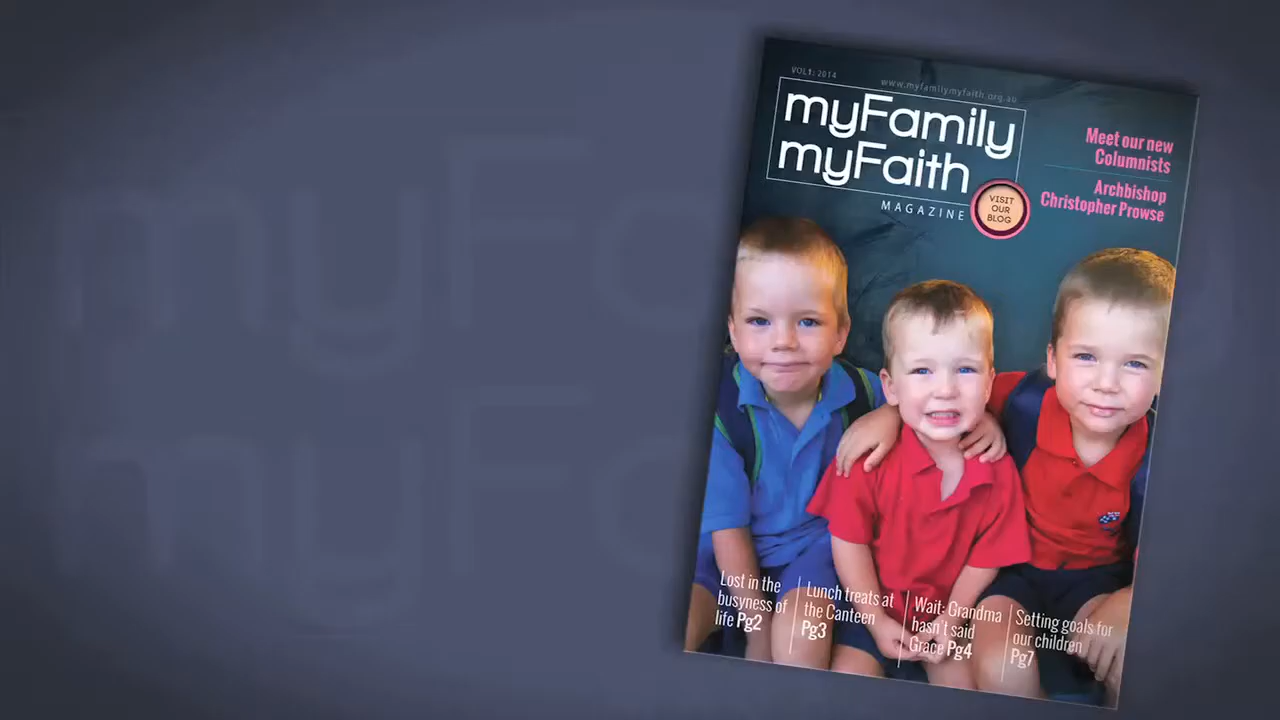 VOL1: 2014
www.myfamilymyfaith.org.au
myFamily
myFaith
MAGAZINE
VISIT
OUR
BLOG
Meet our new
Columnists
Archbishop
Christopher Prowse
Lost in the
busyness of
life Pg2
Lunch treats at
the Canteen
Pg3
Wait: Grandma
hasn't said
Grace Pg4
Setting goals for
our children
Pg7
myFa
myFa